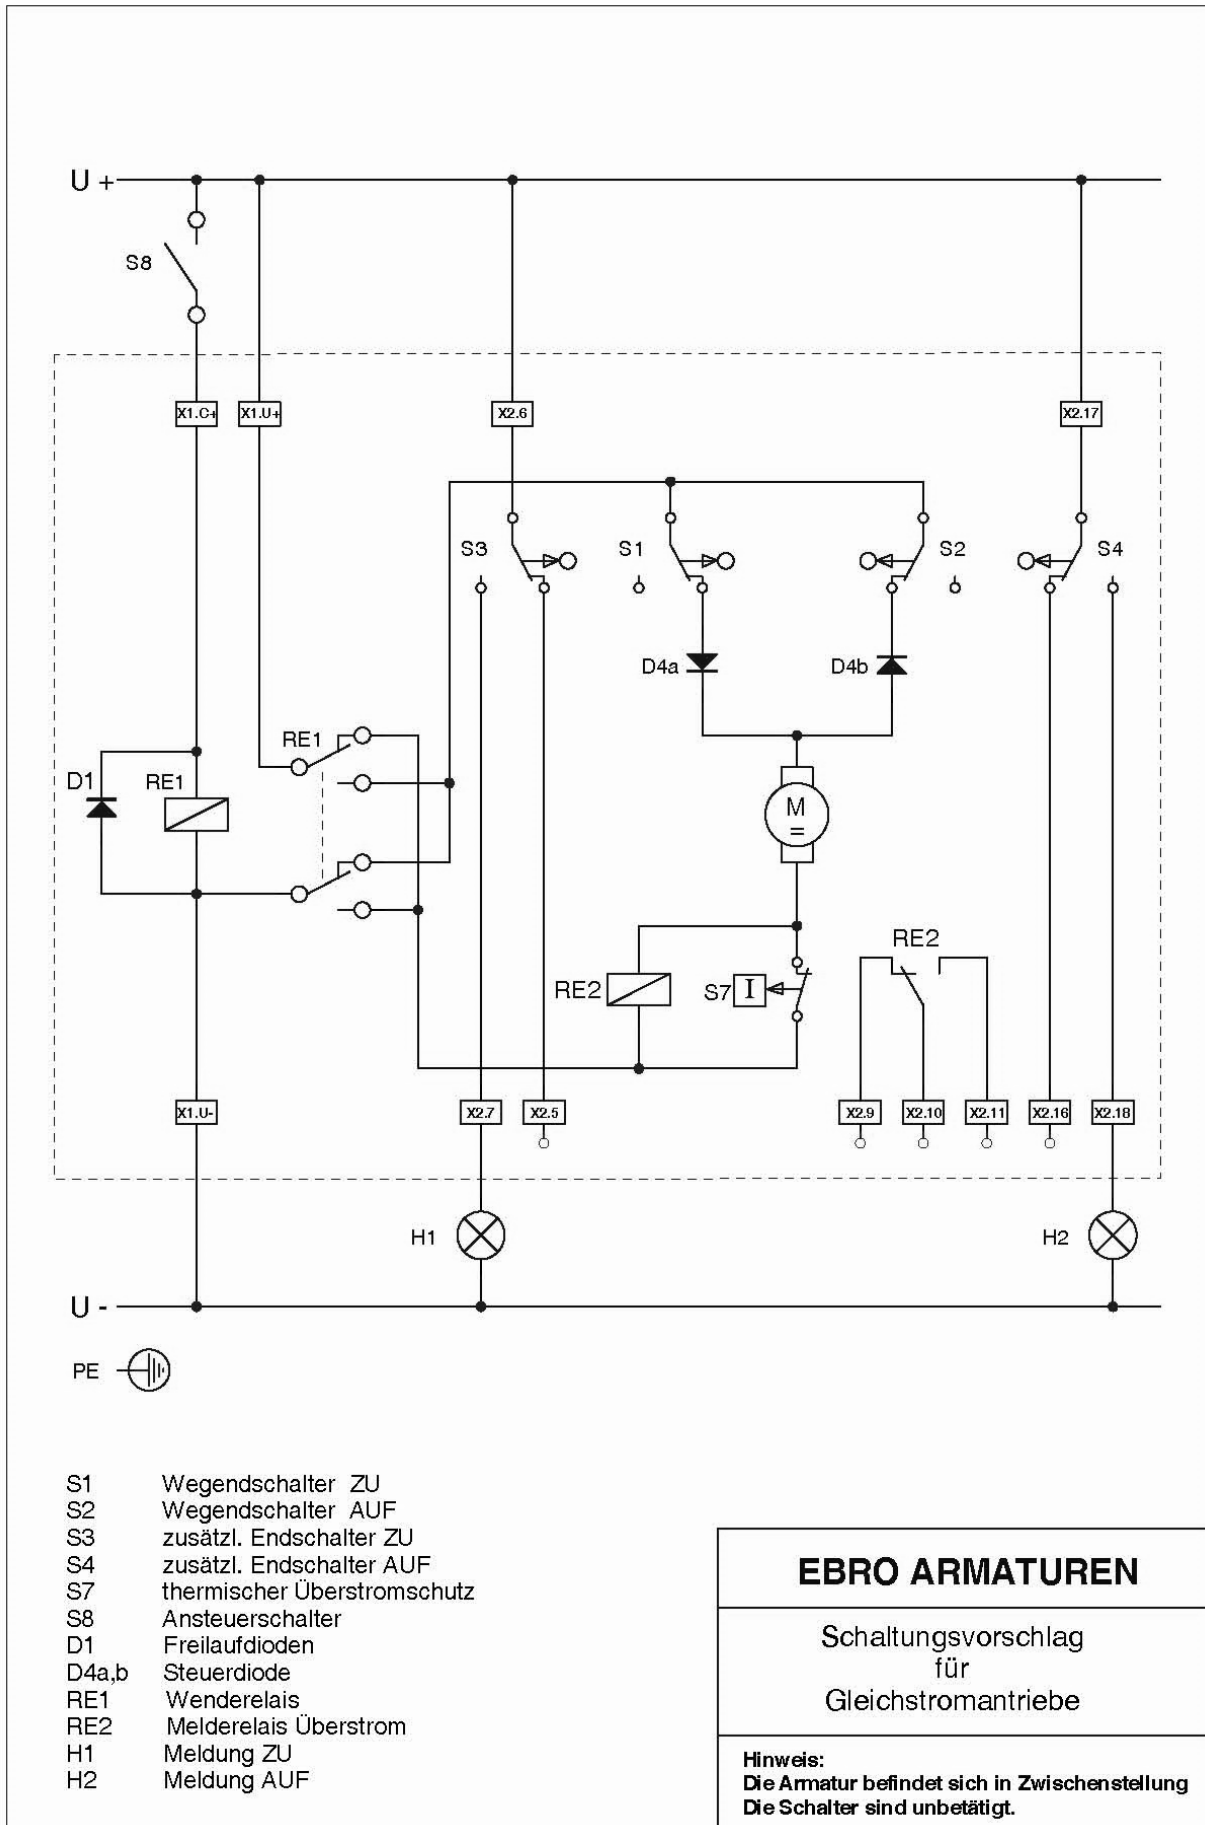 U +
S8
X1.C+
X1.U+
X2.6
X2.17
S3
S1
S2
S4
D4a
D4b
RE1
D1
RE1
M
=
RE2
RE2
S7
I
X1.U-
X2.7
X2.5
X2.9
X2.10
X2.11
X2.16
X2.18
H1
H2
U -
PE
S1 Wegendschalter ZU
S2 Wegendschalter AUF
S3 zusätzl. Endschalter ZU
S4 zusätzl. Endschalter AUF
S7 thermischer Überstromschutz
S8 Ansteuerschalter
D1 Freilaufdioden
D4a,b Steuerdiode
RE1 Wenderelais
RE2 Melderelais Überstrom
H1 Meldung ZU
H2 Meldung AUF
EBRO ARMATUREN
Schaltungsvorschlag
für
Gleichstromantriebe
Hinweis:
Die Armatur befindet sich in Zwischenstellung
Die Schalter sind unbetätigt.